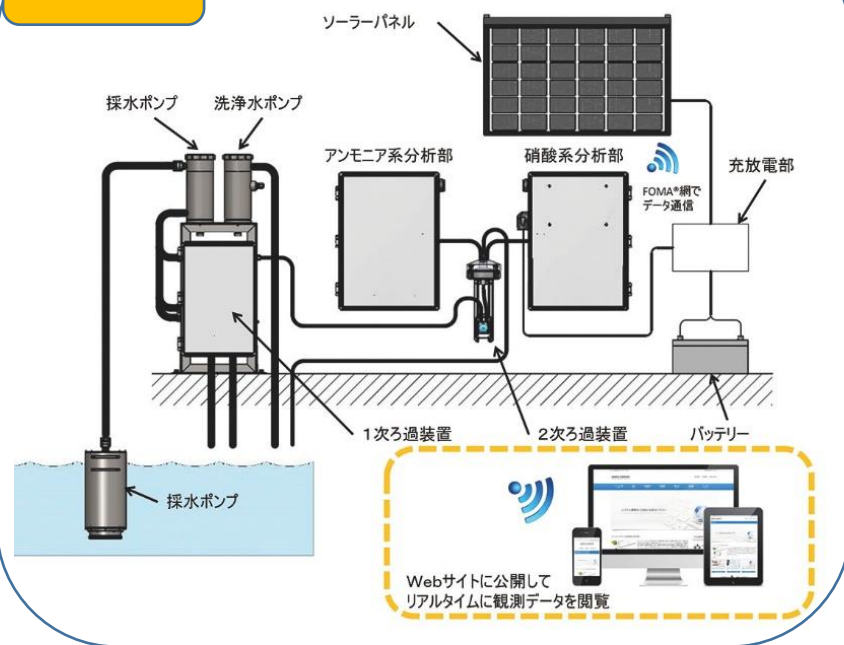 ソーラーパネル
採水ポンプ
洗浄水ポンプ
アンモニア系分析部
硝酸系分析部
充放電部
FOMA®網で
データ通信
1次ろ過装置
2次ろ過装置
バッテリー
採水ポンプ
Webサイトに公開して
リアルタイムに観測データを閲覧